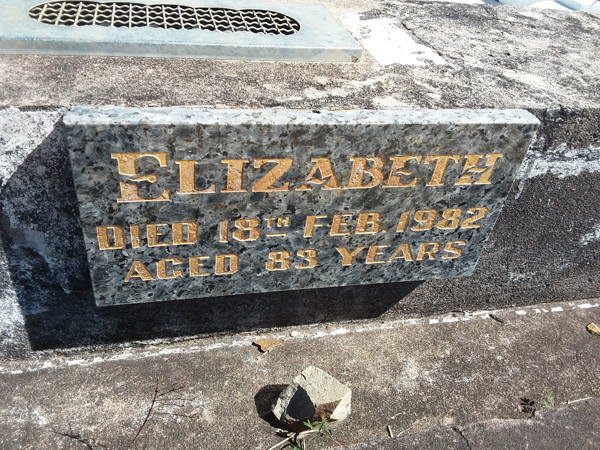 ELIZABETH
DIED 18TH FEB. 1982
AGED 83 YEARS